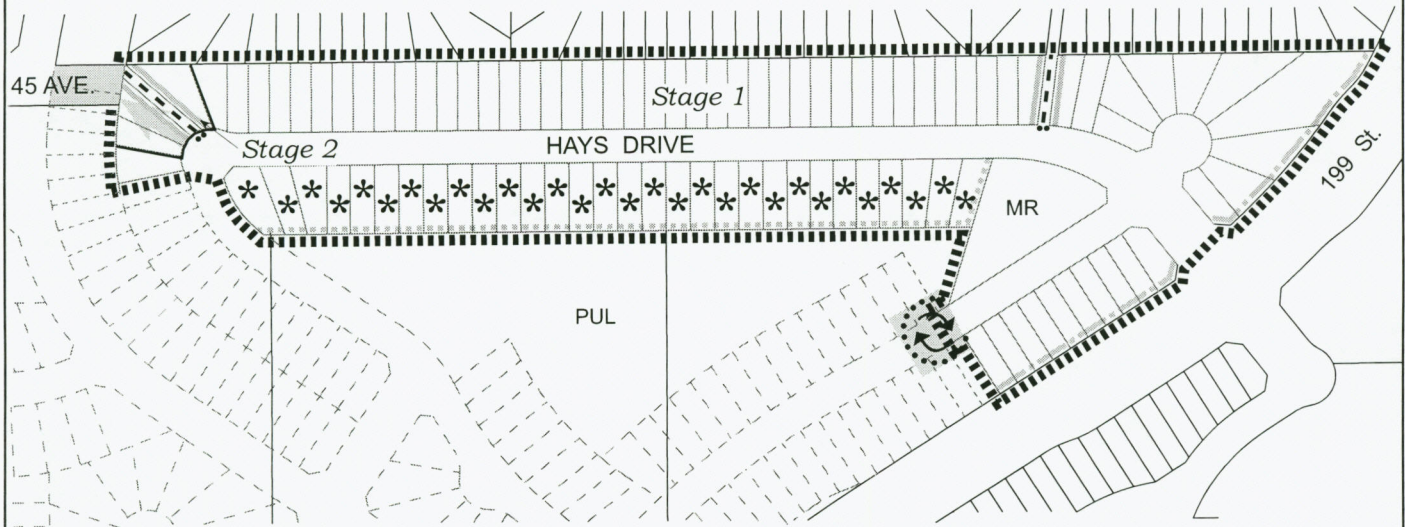 45 AVE.
Stage 1
Stage 2
HAYS DRIVE
199 St.
MR
PUL